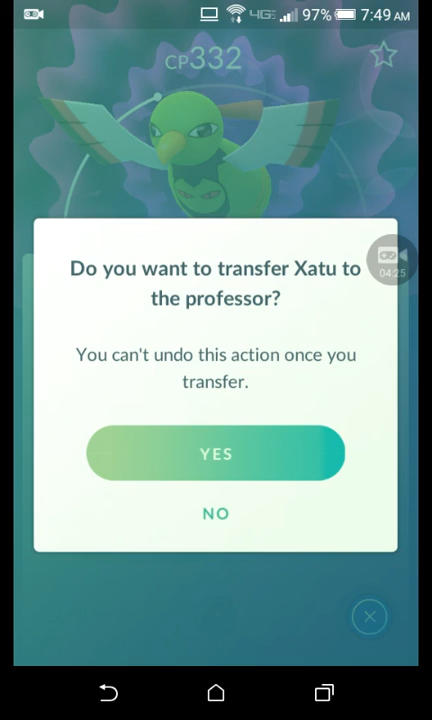 4GLTE 97% 7:49 AM
CP332
Do you want to transfer Xatu to
the professor?
04:25
You can't undo this action once you
transfer.
YES
NO